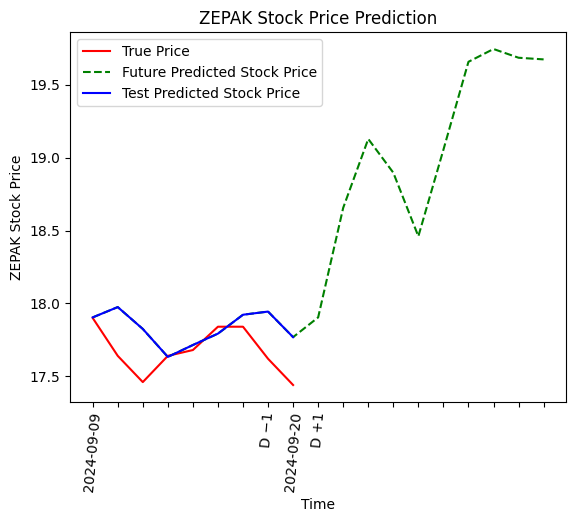 ZEPAK Stock Price Prediction
True Price
Future Predicted Stock Price
Test Predicted Stock Price
ZEPAK Stock Price
19.5
19.0
18.5
18.0
17.5
2024-09-09
D −1
2024-09-20
D +1
Time